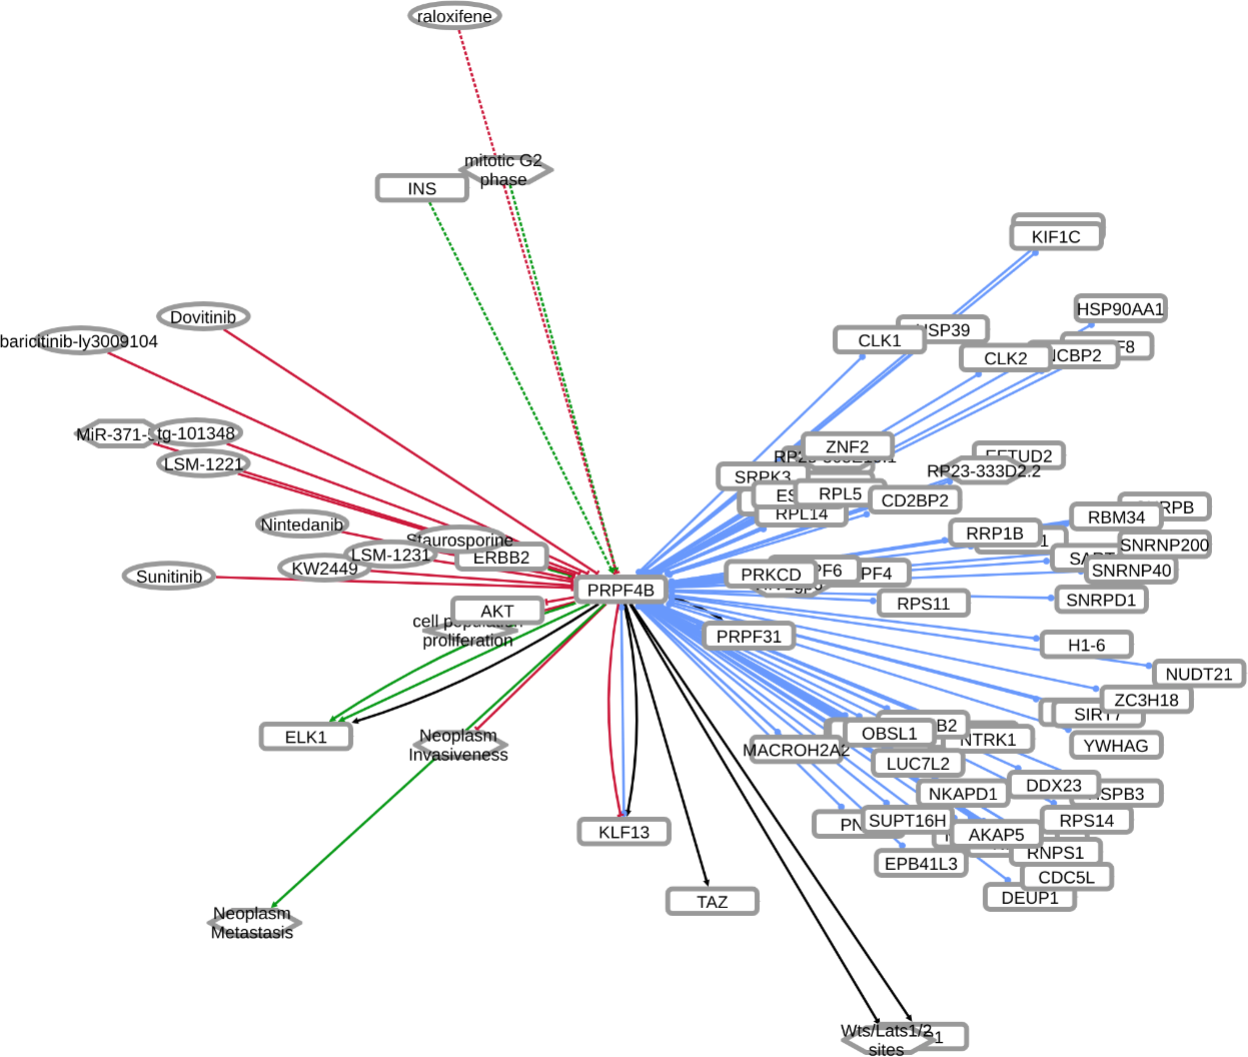 raloxifene
mitotic G2
phase
INS
KIF1C
HSP90AA1
Dovitinib
CLK1
baricitinib-ly3009104
CLK2
NCBP2
F8
MiR-371-
tg-101348
ZNF2
LSM-1221
SRPK3
RP23-333D2.2
RPL5
CD2BP2
RPL14
RPB
RBM34
Nintedanib
RRP1B
Staurosporine
SNRNP200
LSM-1231
ERBB2
KW2449
SNRNP40
Sunitinib
PRKCD
PF6
PF4
PRPF4B
SNRPD1
RPS11
AKT
cell population
proliferation
PRPF31
H1-6
NUDT21
ZC3H18
SIRT7
ELK1
Neoplasm
Invasiveness
MACROH2A2
OBSL1
B2
NTRK1
YWHAG
LUC7L2
DDX23
NKAPD1
SPB3
KLF13
PN
SUPT16H
AKAP5
RPS14
RNPS1
EPB41L3
CDC5L
DEUP1
TAZ
Neoplasm
Metastasis
Wts/Lats1/2
sites